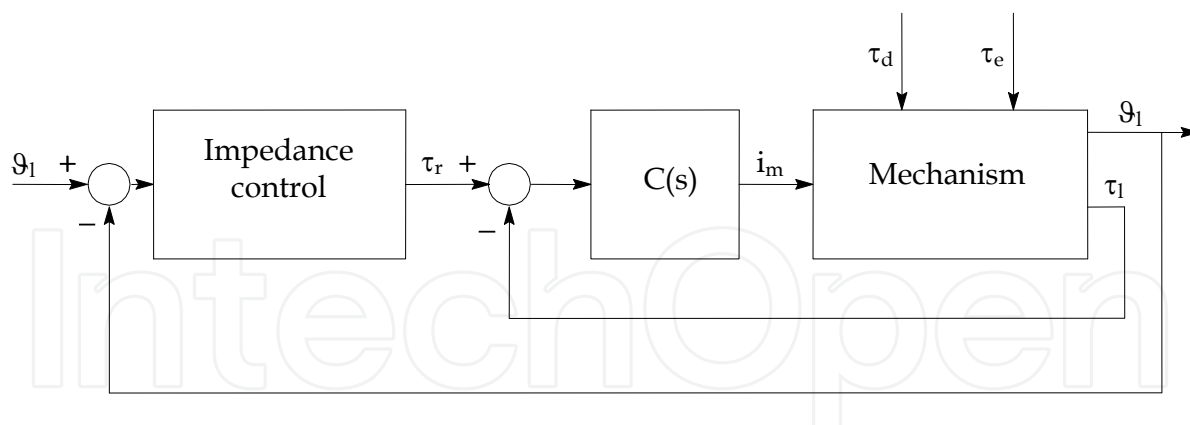 τd
τe
ϑl
+
−
Impedance
control
τr
+
−
C(s)
im
Mechanism
ϑl
τl
IntechOpen